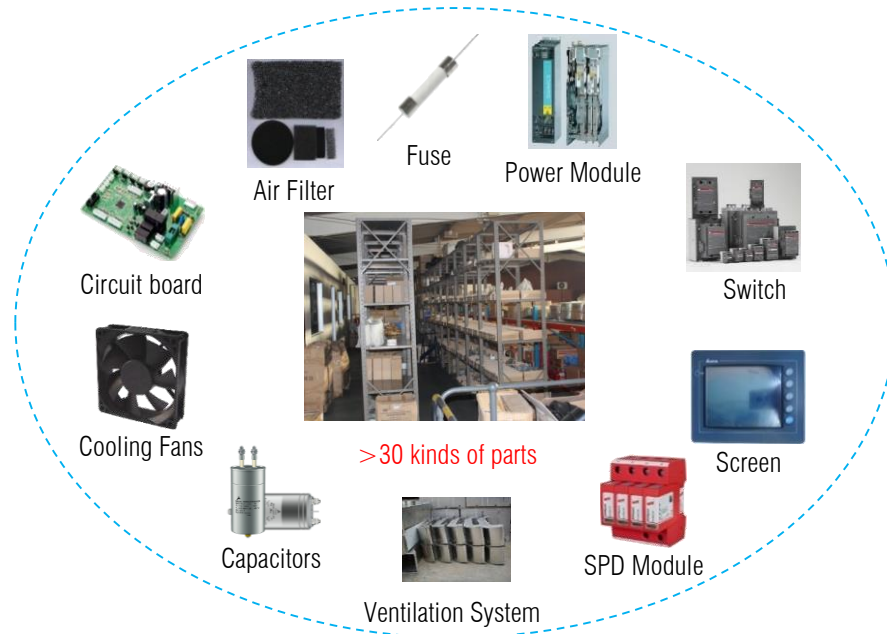 Fuse
Power Module
Air Filter
Circuit board
Switch
Cooling Fans
>30 kinds of parts
Screen
Capacitors
SPD Module
Ventilation System